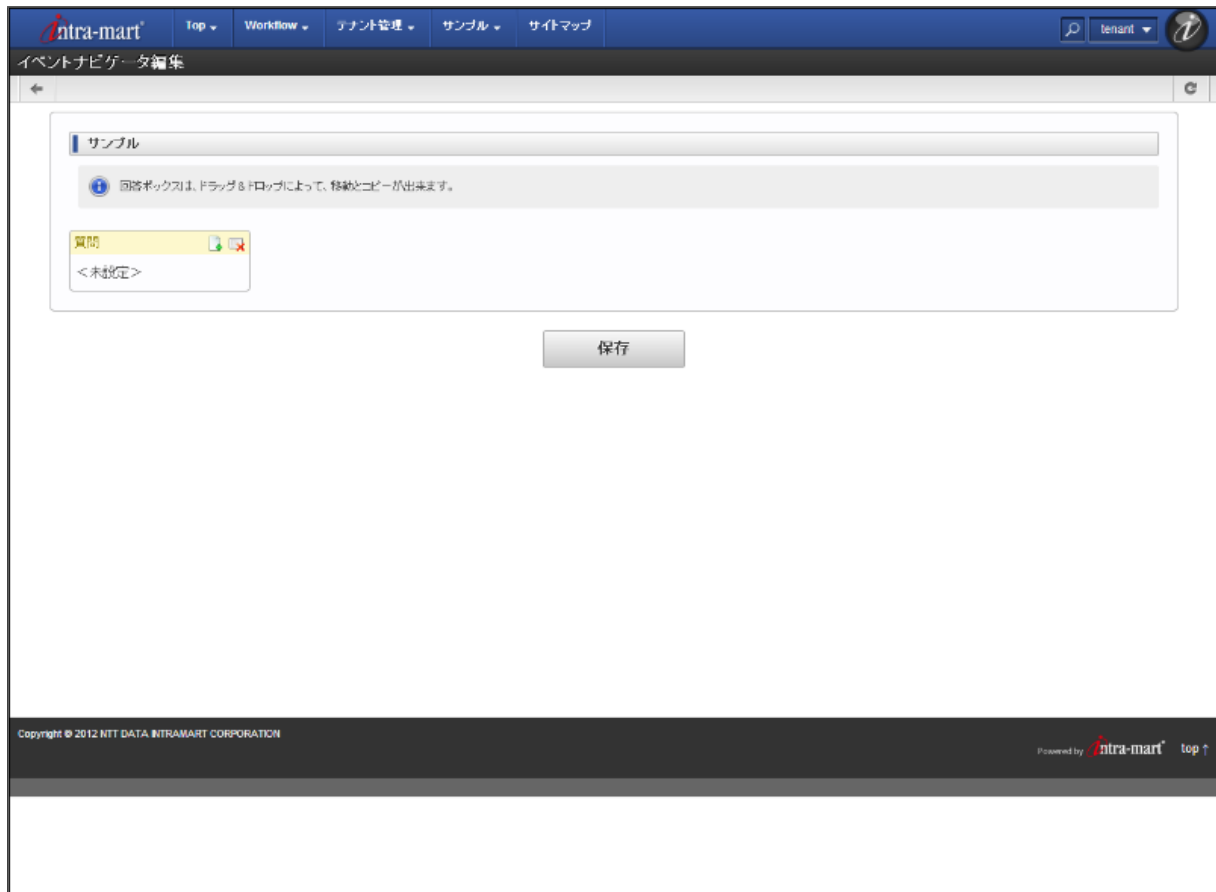 intra-mart® Top Workflow テナント管理 サンプル サイトマップ tenant
イベントナビゲータ編集
サンプル
回答ボックスは、ドラッグ&ドロップによって、移動とコピーが出来ます。
質問
<未設定>
保存
Copyright © 2012 NTT DATA INTRAMART CORPORATION
Powered by intra-mart® top ↑